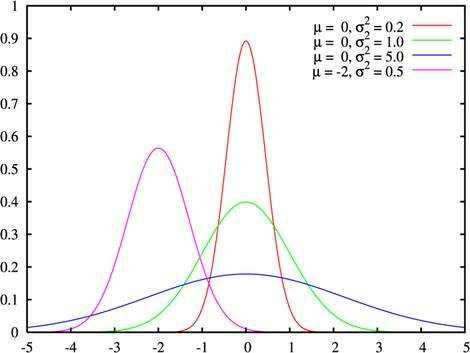 1
0.9
0.8
0.7
0.6
0.5
0.4
0.3
0.2
0.1
0
μ = 0, σ² = 0.2
μ = 0, σ² = 1.0
μ = 0, σ² = 5.0
μ = -2, σ² = 0.5
-5 -4 -3 -2 -1 0 1 2 3 4 5